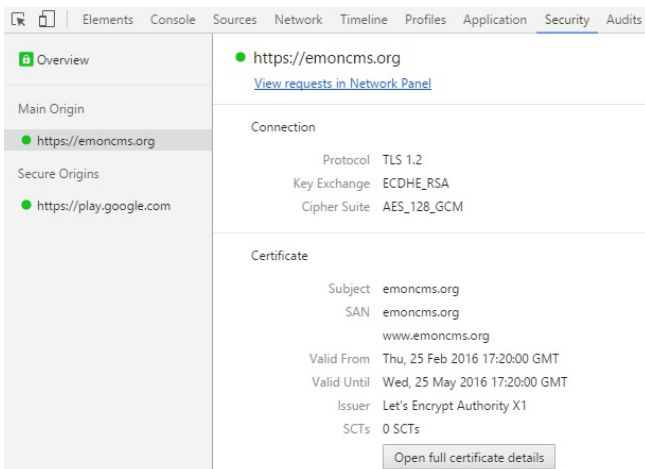 Elements Console Sources Network Timeline Profiles Application Security Audits
Overview
Main Origin
https://emoncms.org
Secure Origins
https://play.google.com
https://emoncms.org
View requests in Network Panel
Connection
Protocol TLS 1.2
Key Exchange ECDHE_RSA
Cipher Suite AES_128_GCM
Certificate
Subject emoncms.org
SAN emoncms.org
www.emoncms.org
Valid From Thu, 25 Feb 2016 17:20:00 GMT
Valid Until Wed, 25 May 2016 17:20:00 GMT
Issuer Let's Encrypt Authority X1
SCTs 0 SCTs
Open full certificate details